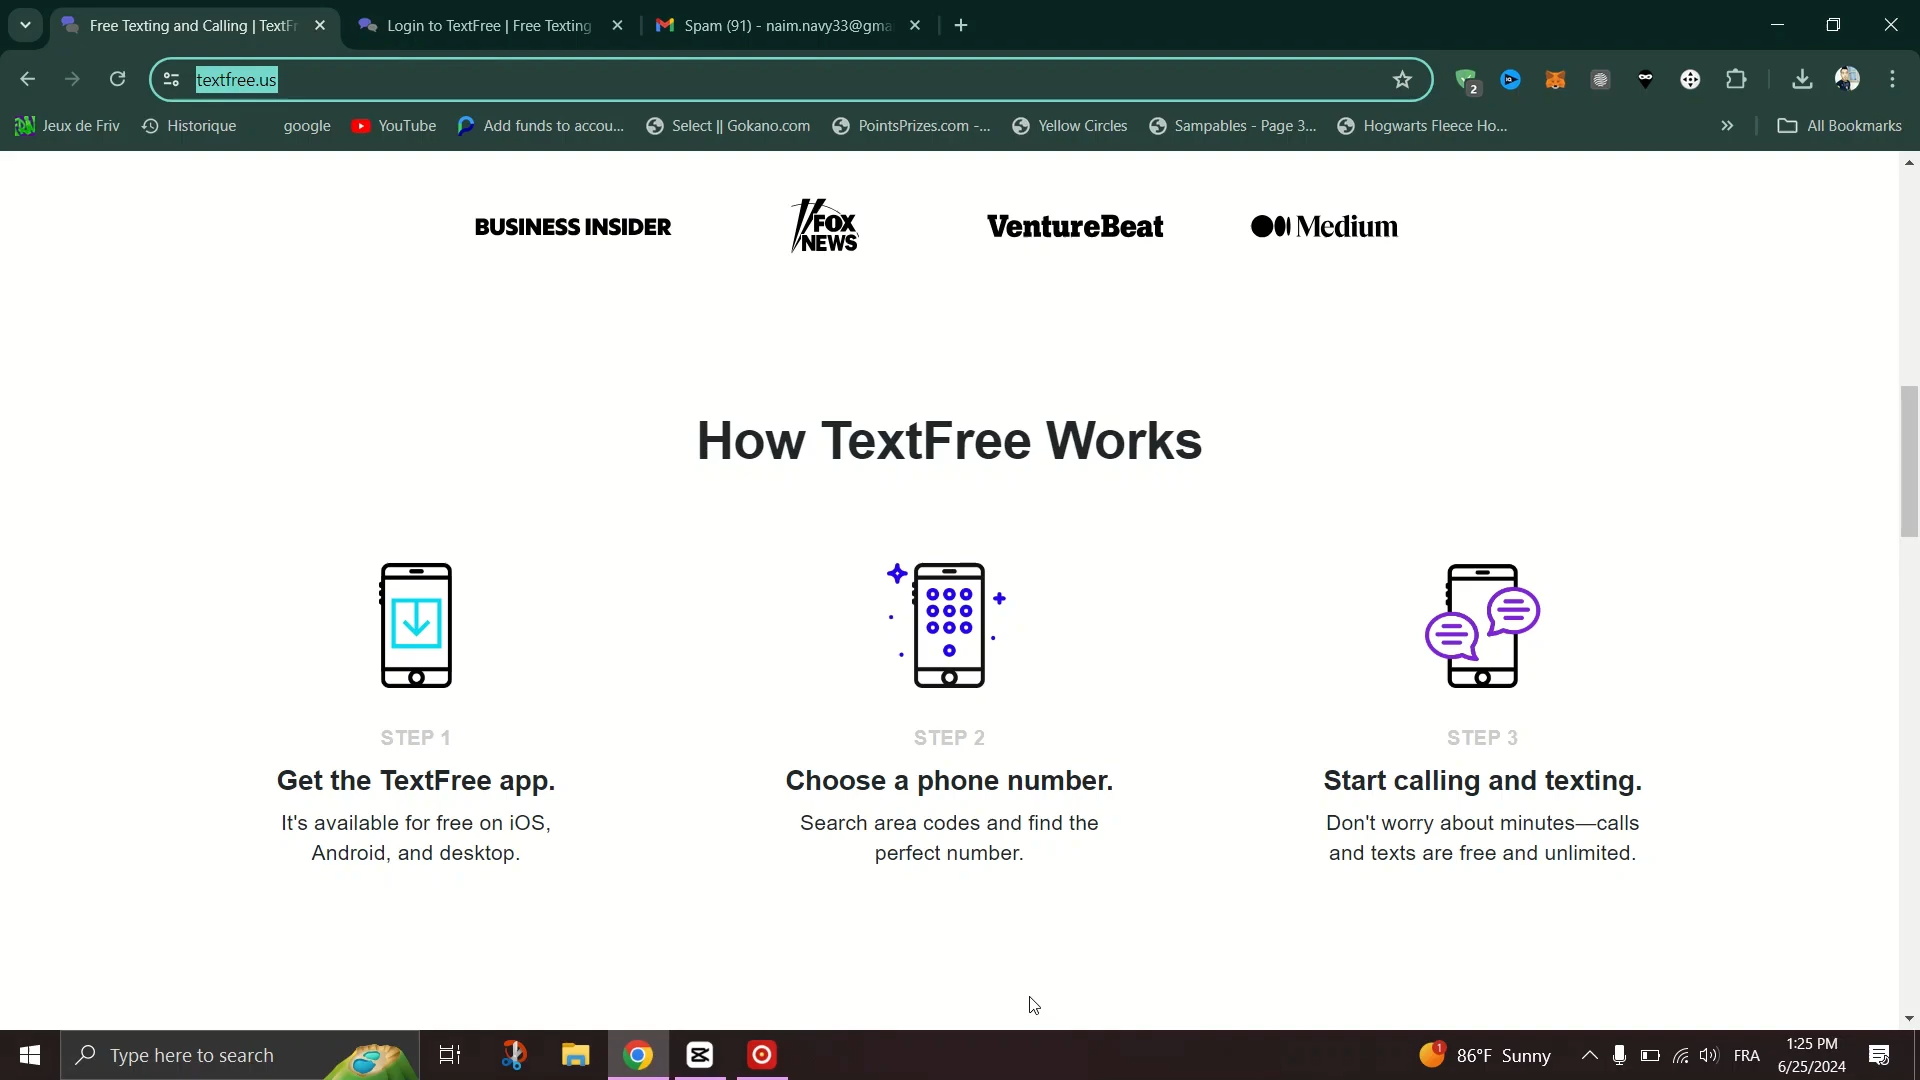 Free Texting and Calling | TextFr
Login to TextFree | Free Texting
Spam (91) - naim.navy33@gma
textfree.us
2
Jeux de Friv
Historique
google
YouTube
Add funds to accou...
Select || Gokano.com
PointsPrizes.com -...
Yellow Circles
Sampables - Page 3...
Hogwarts Fleece Ho...
All Bookmarks
BUSINESS INSIDER
FOX NEWS
VentureBeat
Medium
How TextFree Works
STEP 1
Get the TextFree app.
It's available for free on iOS,
Android, and desktop.
STEP 2
Choose a phone number.
Search area codes and find the
perfect number.
STEP 3
Start calling and texting.
Don't worry about minutes—calls
and texts are free and unlimited.
Type here to search
1
86°F Sunny
FRA
1:25 PM
6/25/2024